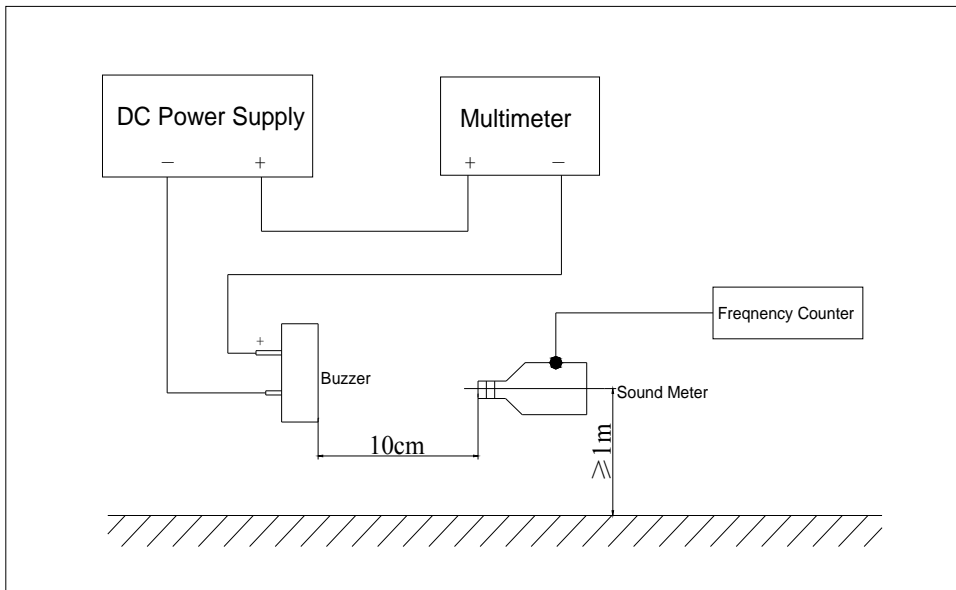 DC Power Supply
Multimeter
— +
+ —
Freqnency Counter
+
Buzzer
Sound Meter
10cm
≥1m